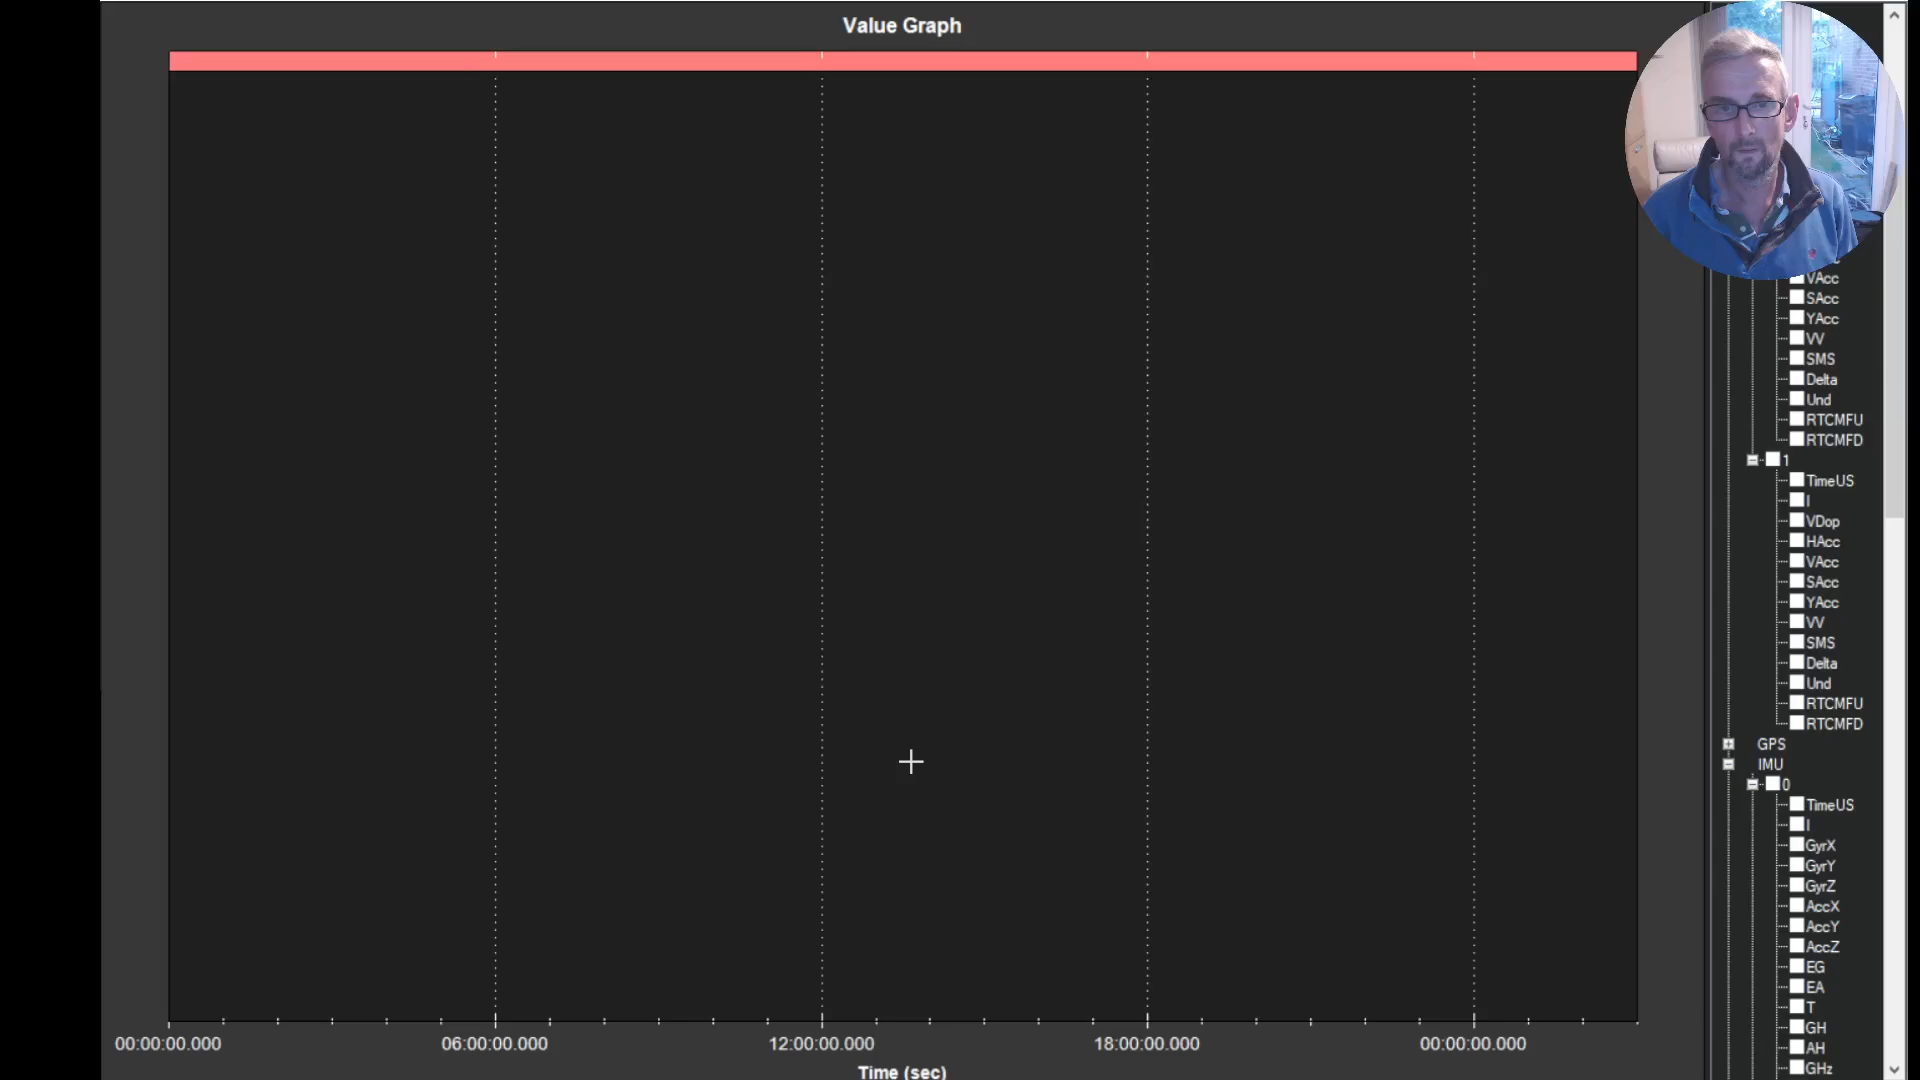 Value Graph
VAcc
SAcc
YAcc
VV
SMS
Delta
Und
RTCMFU
RTCMFD
1
TimeUS
I
VDop
HAcc
VAcc
SAcc
YAcc
VV
SMS
Delta
Und
RTCMFU
RTCMFD
GPS
IMU
0
TimeUS
I
GyrX
GyrY
GyrZ
AccX
AccY
AccZ
EG
EA
T
GH
AH
GHz
00:00:00.000 06:00:00.000 12:00:00.000 18:00:00.000 00:00:00.000
Time (sec)